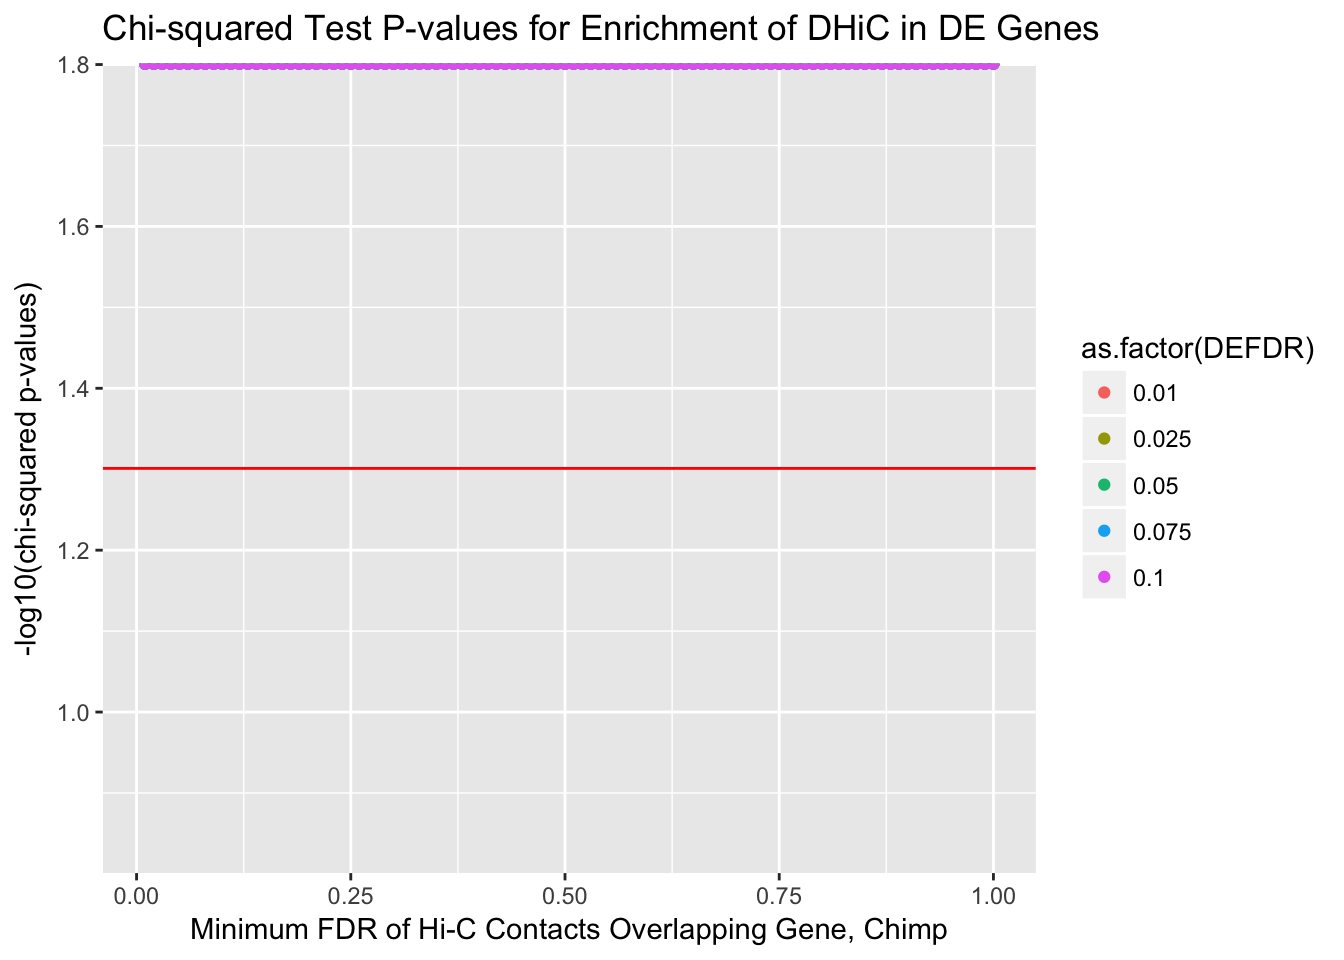 Chi-squared Test P-values for Enrichment of DHiC in DE Genes
-log10(chi-squared p-values)
1.8
1.6
1.4
1.2
1.0
0.00 0.25 0.50 0.75 1.00
Minimum FDR of Hi-C Contacts Overlapping Gene, Chimp
as.factor(DEFDR)
0.01
0.025
0.05
0.075
0.1